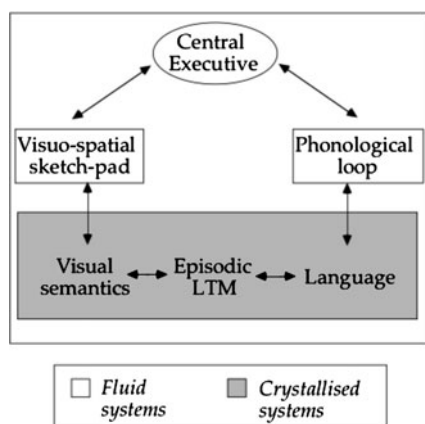 Central
Executive
Visuo-spatial
sketch-pad
Phonological
loop
Visual
semantics
Episodic
LTM
Language
Fluid
systems
Crystallised
systems